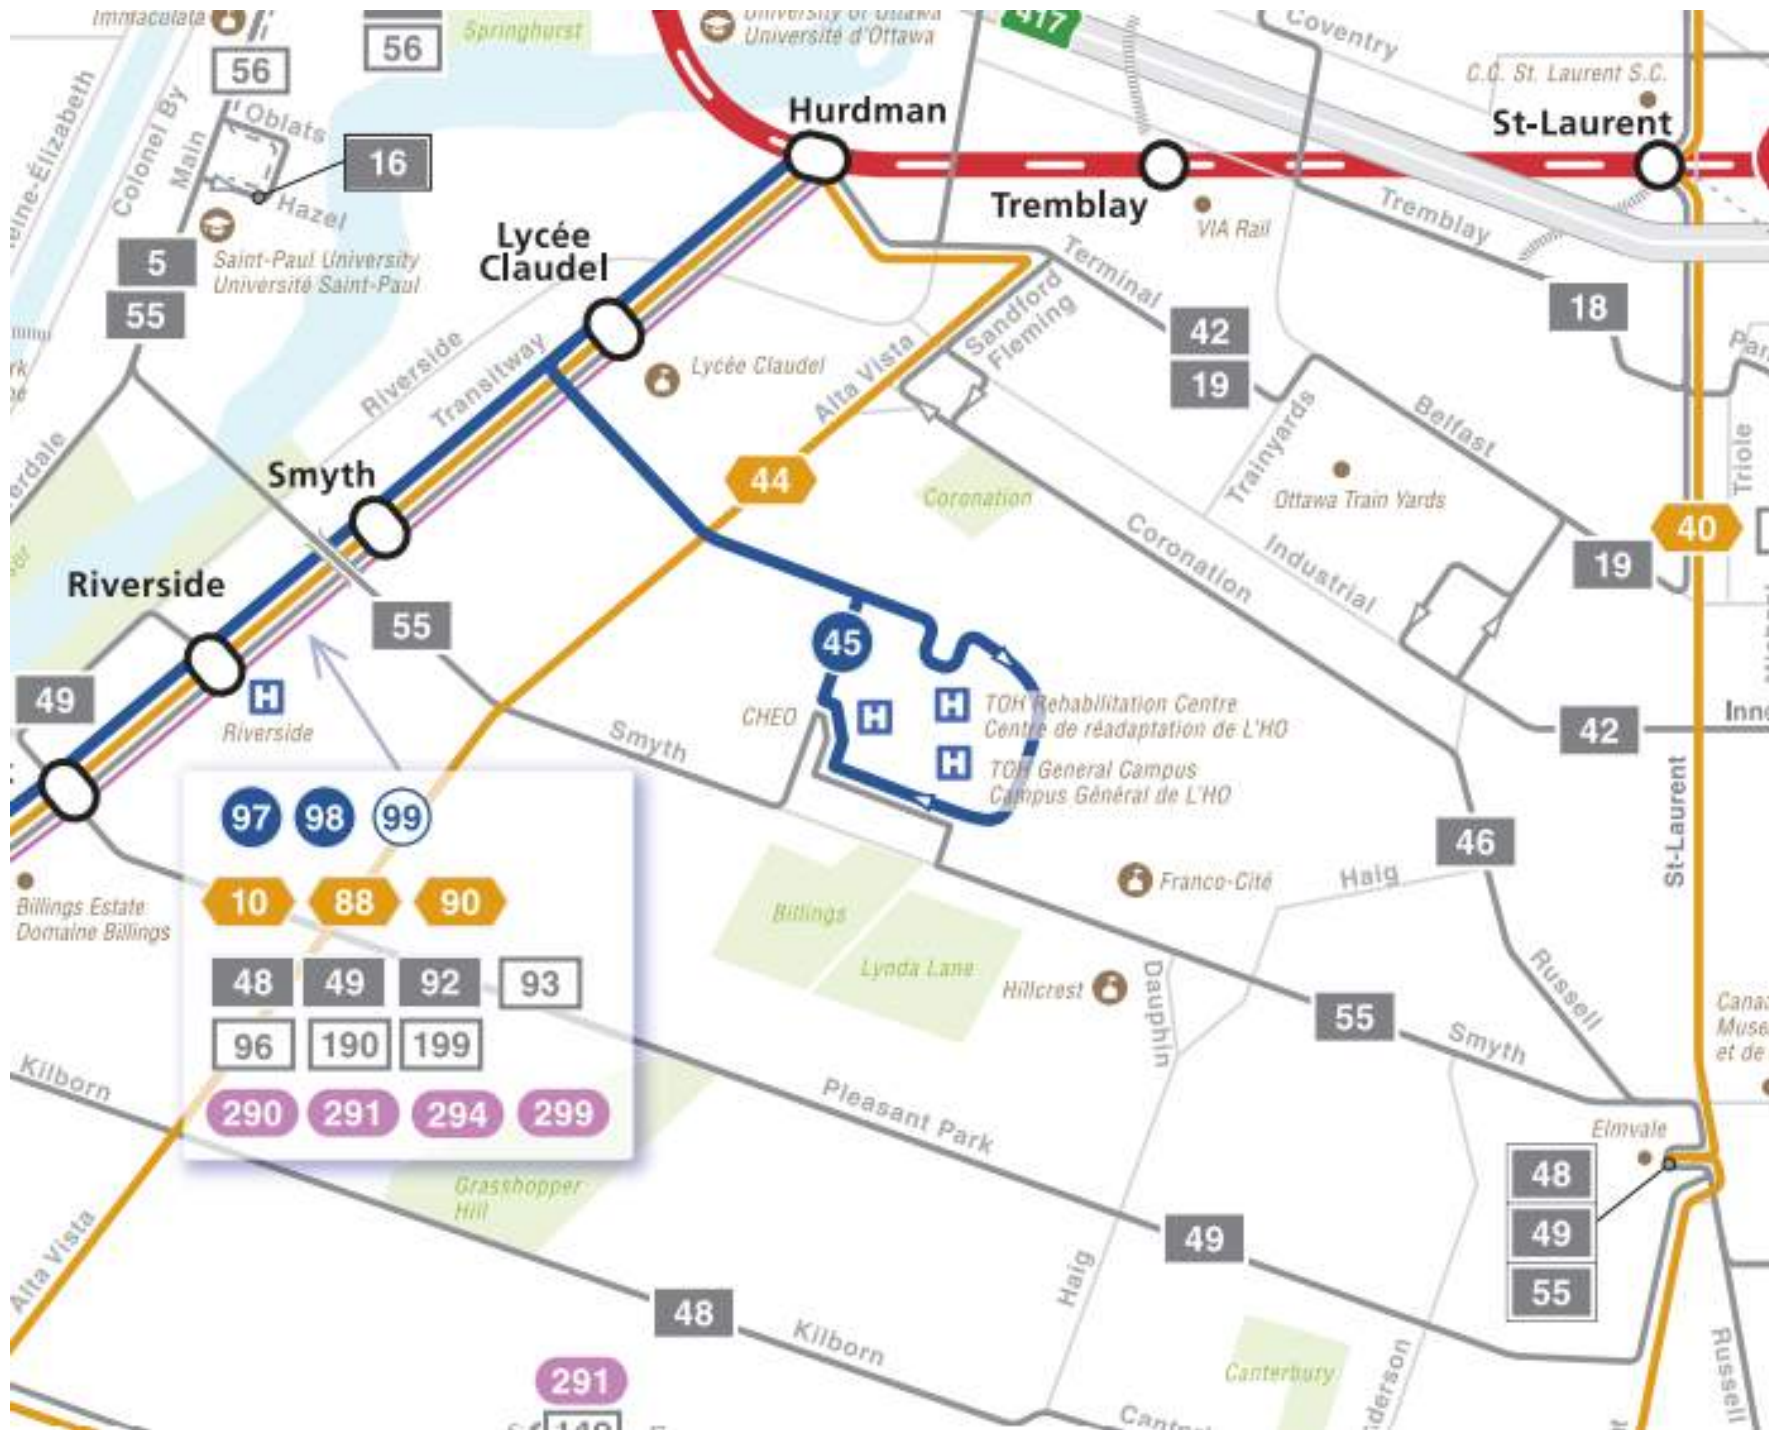 Immaculata
56
56
Springhurst
University of Ottawa
Université d'Ottawa
417
Coventry
C.C. St. Laurent S.C.
St-Laurent
Hurdman
Tremblay
VIA Rail
Tremblay
Colonel By
Main
Oblats
16
Hazel
5
55
Saint-Paul University
Université Saint-Paul
Lycée
Claudel
Riverside
Transitway
Lycée Claudel
Terminal
Sandford
Fleming
Alta Vista
42
19
18
Trainyards
Belfast
Ottawa Train Yards
Triole
Smyth
44
Coronation
Coronation
Industrial
40
19
Riverside
55
49
H
Riverside
45
CHEO
H
H
H
TOH Rehabilitation Centre
Centre de réadaptation de L'HO
TOH General Campus
Campus Général de L'HO
Smyth
42
St-Laurent
46
97 98 99
10 88 90
48 49 92 93
96 190 199
290 291 294 299
Billings Estate
Domaine Billings
Billings
Lynda Lane
Franco-Cité
Haig
Hillcrest
Dauphin
55
Russell
Smyth
Elmvale
48
49
55
Kilborn
Pleasant Park
Grasshopper
Hill
Alta Vista
49
Haig
48
Kilborn
291
Canterbury
Russell